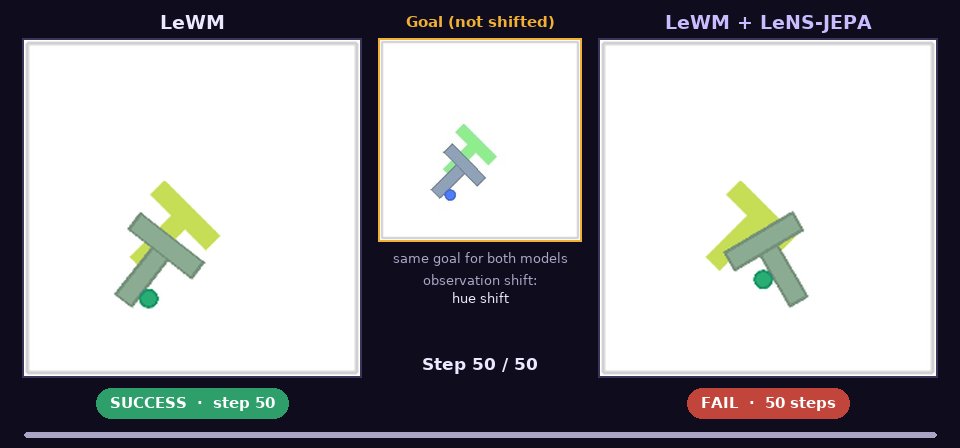 LeWM
Goal (not shifted)
LeWM + LeNS-JEPA
same goal for both models
observation shift:
hue shift
Step 50 / 50
SUCCESS · step 50
FAIL · 50 steps